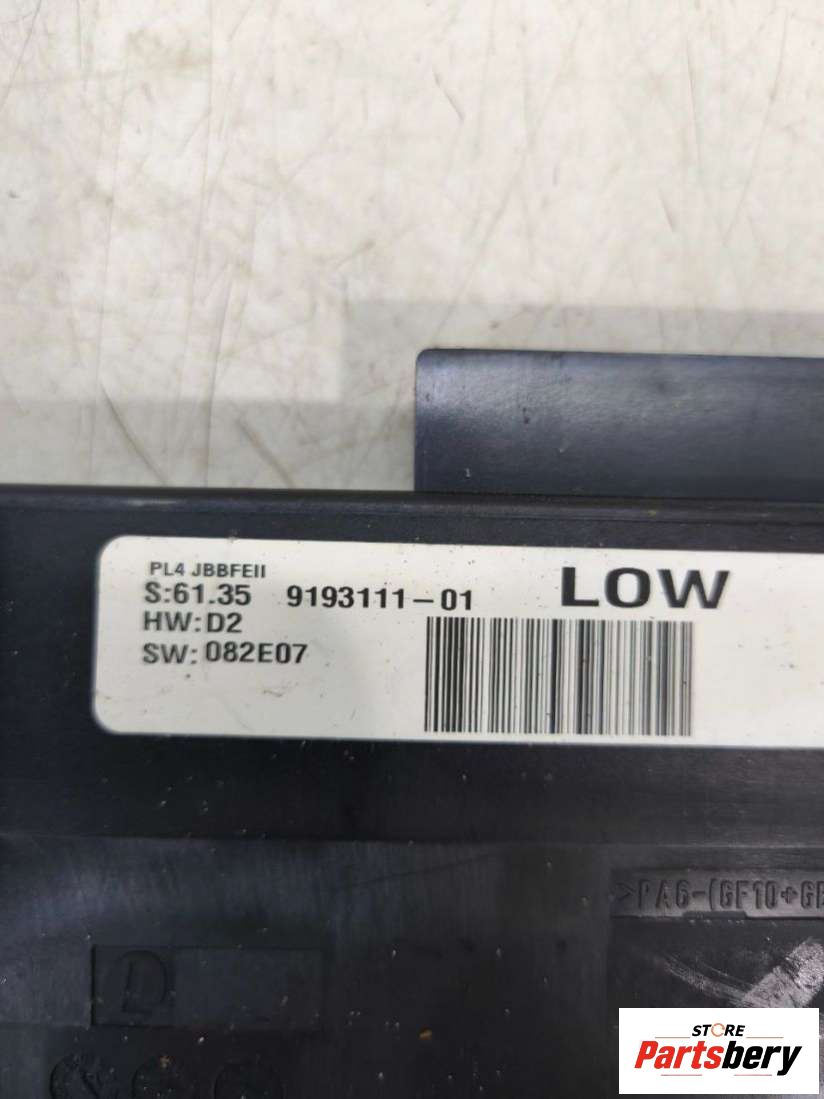 PL4 JBBFEII
S:61.35 9193111-01 LOW
HW:D2
SW: 082E07
>PA6-(GF10+
D
STORE
Partsbery